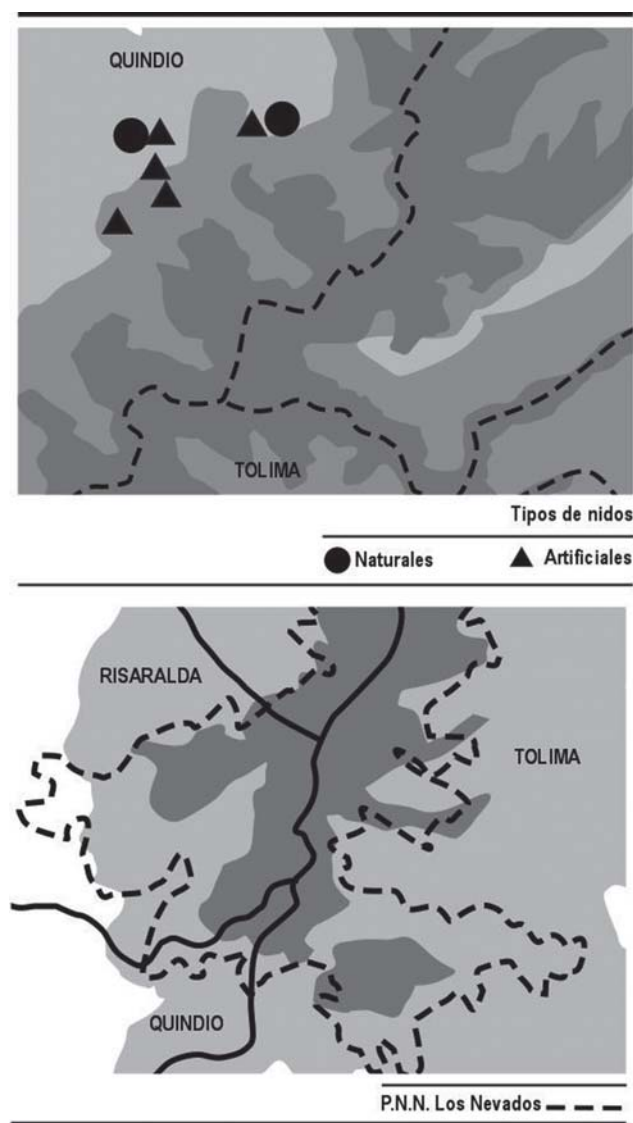 QUINDIO
TOLIMA
Tipos de nidos
Naturales Artificiales
RISARALDA
TOLIMA
QUINDIO
P.N.N. Los Nevados